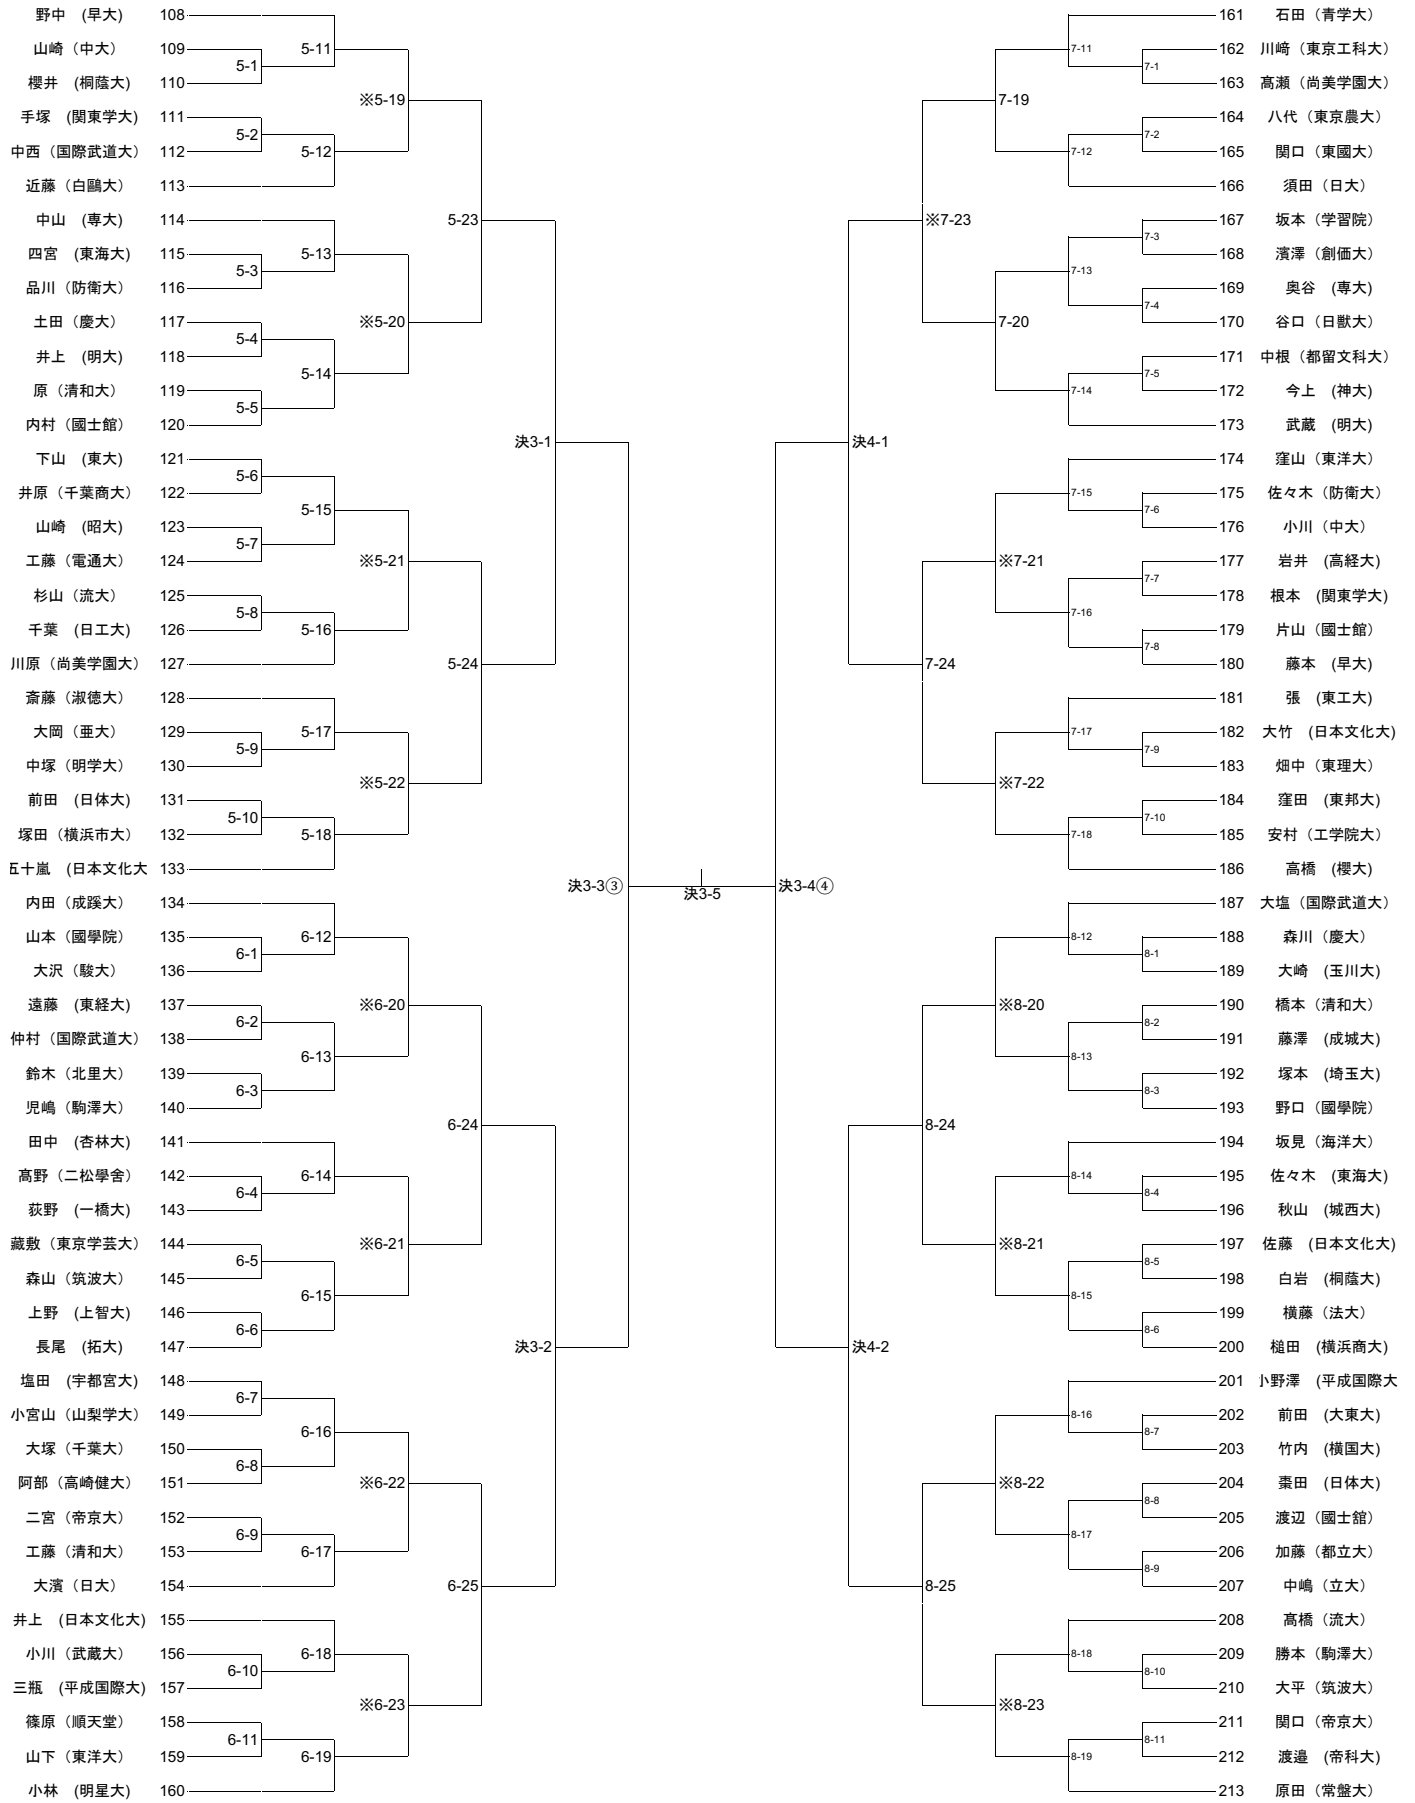 野中　(早大)　108
山崎（中大）　109
5-11
5-1
櫻井　(桐蔭大)　110
※5-19
手塚　(関東学大)　111
5-2
中西（国際武道大）　112
5-12
近藤（白鷗大）　113
中山　(専大)　114
5-23
四宮　(東海大)　115
5-13
5-3
品川（防衛大）　116
土田（慶大）　117
※5-20
5-4
井上　(明大)　118
5-14
原（清和大）　119
5-5
内村（國士館）　120
決3-1
下山　(東大)　121
5-6
井原（千葉商大）　122
5-15
山崎　(昭大)　123
5-7
工藤（電通大）　124
※5-21
杉山（流大）　125
5-8
千葉　(日工大)　126
5-16
川原（尚美学園大）　127
5-24
斎藤（淑徳大）　128
大岡（亜大）　129
5-17
5-9
中塚（明学大）　130
※5-22
前田　(日体大)　131
5-10
塚田（横浜市大）　132
5-18
五十嵐　(日本文化大　133
決3-3③
決3-5
決3-4④
内田（成蹊大）　134
山本（國學院）　135
6-12
6-1
大沢（駿大）　136
遠藤　(東経大)　137
※6-20
6-2
仲村（国際武道大）　138
6-13
鈴木（北里大）　139
6-3
児嶋（駒澤大）　140
6-24
田中　(杏林大)　141
髙野（二松學舍）　142
6-14
6-4
荻野　(一橋大)　143
藏敷（東京学芸大）　144
※6-21
6-5
森山（筑波大）　145
6-15
上野　(上智大)　146
6-6
長尾　(拓大)　147
決3-2
塩田　(宇都宮大)　148
6-7
小宮山（山梨学大）　149
6-16
大塚（千葉大）　150
6-8
阿部（高崎健大）　151
※6-22
二宮（帝京大）　152
6-9
工藤（清和大）　153
6-17
大濱（日大）　154
6-25
井上　(日本文化大)　155
小川（武蔵大）　156
6-18
6-10
三瓶　(平成国際大)　157
※6-23
篠原（順天堂）　158
6-11
山下（東洋大）　159
6-19
小林　(明星大)　160
161　石田（青学大）
7-11
162　川﨑（東京工科大）
7-1
163　髙瀬（尚美学園大）
7-19
164　八代（東京農大）
7-2
7-12
165　関口（東國大）
166　須田（日大）
※7-23
167　坂本（学習院）
7-3
168　濱澤（創価大）
7-13
169　奥谷　(専大)
7-4
7-20
170　谷口（日獣大）
171　中根（都留文科大）
7-5
7-14
172　今上　(神大)
173　武蔵　(明大)
決4-1
174　窪山（東洋大）
7-15
175　佐々木（防衛大）
7-6
176　小川（中大）
※7-21
177　岩井　(高経大)
7-7
178　根本　(関東学大)
7-16
179　片山（國士館）
7-8
7-24
180　藤本　(早大)
181　張　(東工大)
7-17
182　大竹　(日本文化大)
7-9
183　畑中（東理大）
※7-22
184　窪田　(東邦大)
7-10
7-18
185　安村（工学院大）
186　高橋　(櫻大)
187　大塩（国際武道大）
8-12
188　森川（慶大）
8-1
189　大崎　(玉川大)
※8-20
190　橋本（清和大）
8-2
191　藤澤　(成城大)
8-13
192　塚本　(埼玉大)
8-3
193　野口（國學院）
8-24
194　坂見（海洋大）
8-14
195　佐々木　(東海大)
8-4
196　秋山　(城西大)
※8-21
197　佐藤　(日本文化大)
8-5
198　白岩　(桐蔭大)
8-15
199　横藤（法大）
8-6
200　槌田　(横浜商大)
決4-2
201　小野澤　(平成国際大
8-16
202　前田　(大東大)
8-7
203　竹内　(横国大)
※8-22
204　棗田　(日体大)
8-8
205　渡辺（國士舘）
8-17
206　加藤（都立大）
8-9
8-25
207　中嶋（立大）
208　髙橋（流大）
8-18
209　勝本（駒澤大）
8-10
210　大平（筑波大）
※8-23
211　関口（帝京大）
8-11
8-19
212　渡邉　(帝科大)
213　原田（常盤大）